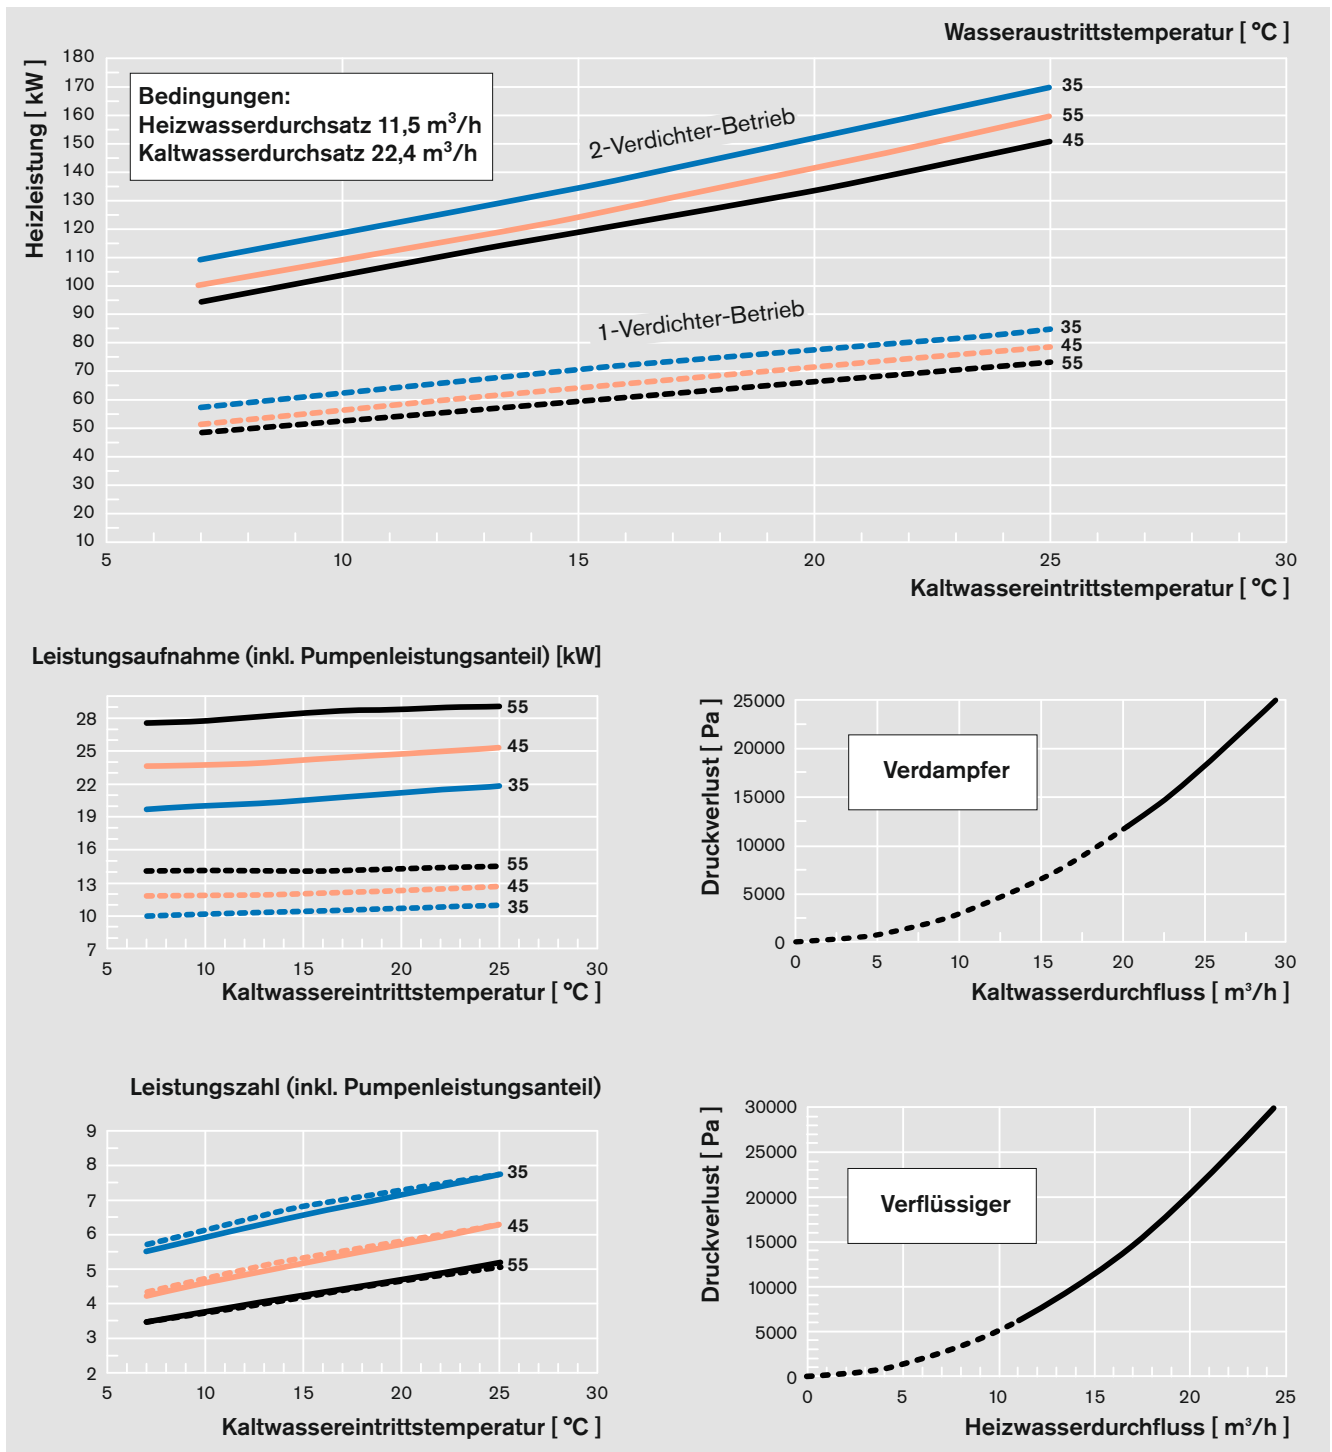 Wasseraustrittstemperatur [ °C ]
Heizleistung [ kW ]
180
170
160
150
140
130
120
110
100
90
80
70
60
50
40
30
20
10
Bedingungen:
Heizwasserdurchsatz 11,5 m³/h
Kaltwasserdurchsatz 22,4 m³/h
2-Verdichter-Betrieb
35
55
45
1-Verdichter-Betrieb
35
45
55
5 10 15 20 25 30
Kaltwassereintrittstemperatur [ °C ]
Leistungsaufnahme (inkl. Pumpenleistungsanteil) [kW]
28
25
22
19
16
13
10
7
55
45
35
55
45
35
5 10 15 20 25 30
Kaltwassereintrittstemperatur [ °C ]
Druckverlust [ Pa ]
25000
20000
15000
10000
5000
0
Verdampfer
0 5 10 15 20 25 30
Kaltwasserdurchfluss [ m³/h ]
Leistungszahl (inkl. Pumpenleistungsanteil)
9
8
7
6
5
4
3
2
35
45
55
5 10 15 20 25 30
Kaltwassereintrittstemperatur [ °C ]
Druckverlust [ Pa ]
30000
25000
20000
15000
10000
5000
0
Verflüssiger
0 5 10 15 20 25
Heizwasserdurchfluss [ m³/h ]